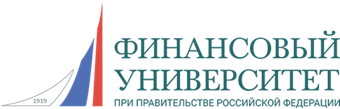 1919
ФИНАНСОВЫЙ
УНИВЕРСИТЕТ
ПРИ ПРАВИТЕЛЬСТВЕ РОССИЙСКОЙ ФЕДЕРАЦИИ